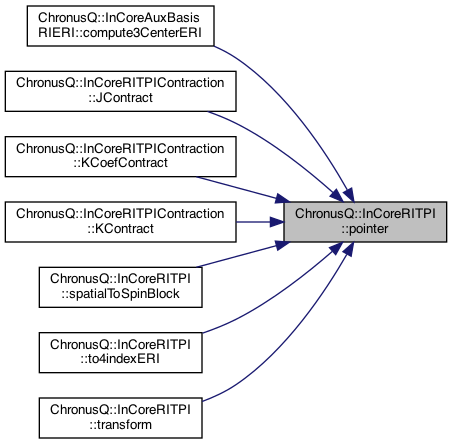 ChronusQ::InCoreAuxBasis
RIERI::compute3CenterERI
ChronusQ::InCoreRITPIContraction
::JContract
ChronusQ::InCoreRITPIContraction
::KCoefContract
ChronusQ::InCoreRITPIContraction
::KContract
ChronusQ::InCoreRITPI
::pointer
ChronusQ::InCoreRITPI
::spatialToSpinBlock
ChronusQ::InCoreRITPI
::to4indexERI
ChronusQ::InCoreRITPI
::transform